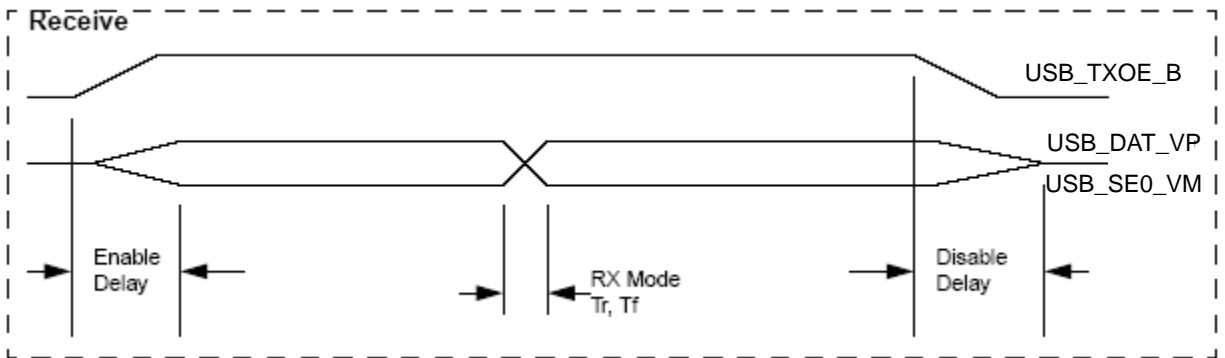 Receive
USB_TXOE_B
USB_DAT_VP
USB_SE0_VM
Enable
Delay
RX Mode
Tr, Tf
Disable
Delay